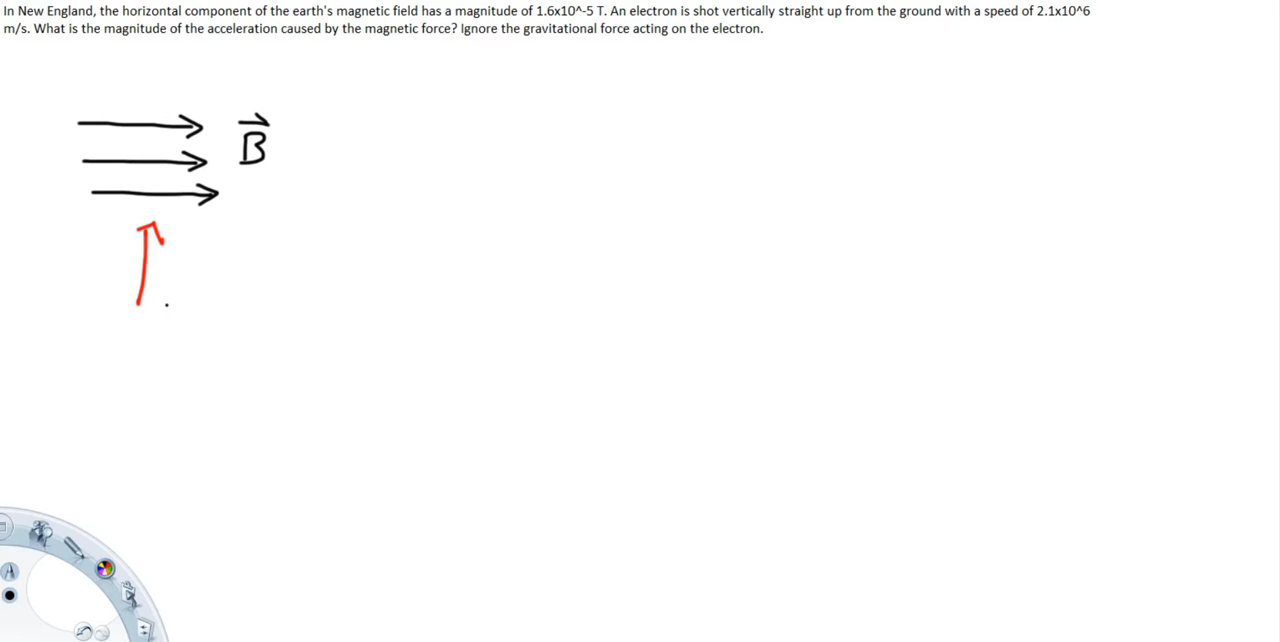 In New England, the horizontal component of the earth's magnetic field has a magnitude of 1.6x10^-5 T. An electron is shot vertically straight up from the ground with a speed of 2.1x10^6
m/s. What is the magnitude of the acceleration caused by the magnetic force? Ignore the gravitational force acting on the electron.
B